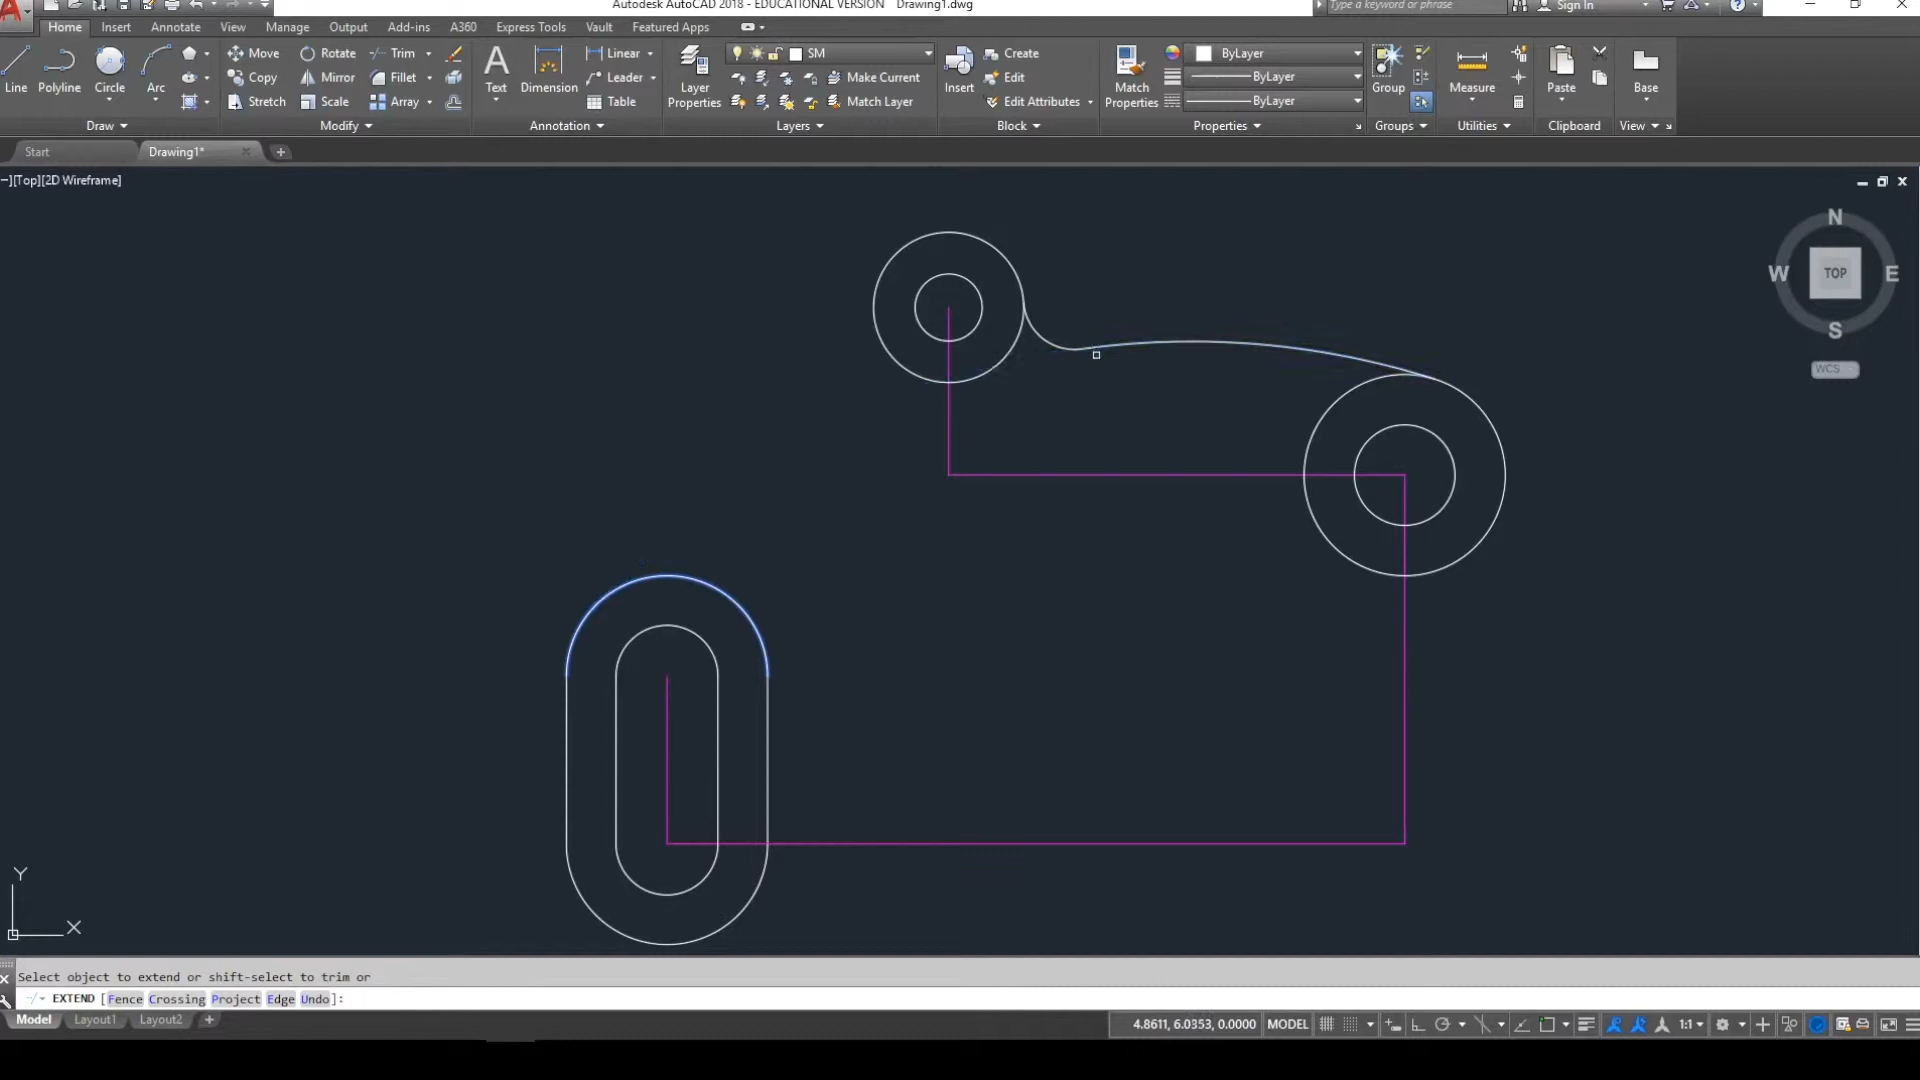 Autodesk AutoCAD 2018 - EDUCATIONAL VERSION Drawing1.dwg
Type a keyword or phrase
Sign In
Home Insert Annotate View Manage Output Add-ins A360 Express Tools Vault Featured Apps
Line Polyline Circle Arc
Move Rotate Trim
Copy Mirror Fillet
Stretch Scale Array
Text Dimension
Linear
Leader
Table
Layer Properties
SM
Make Current
Match Layer
Insert
Create
Edit
Edit Attributes
Match Properties
ByLayer
ByLayer
ByLayer
Group Measure Paste Base
Draw Modify Annotation Layers Block Properties Groups Utilities Clipboard View
Start Drawing1* +
−][Top][2D Wireframe]
N
W TOP E
S
WCS
Y
X
Select object to extend or shift-select to trim or
EXTEND [Fence Crossing Project Edge Undo]:
Model Layout1 Layout2 +
4.8611, 6.0353, 0.0000 MODEL 1:1